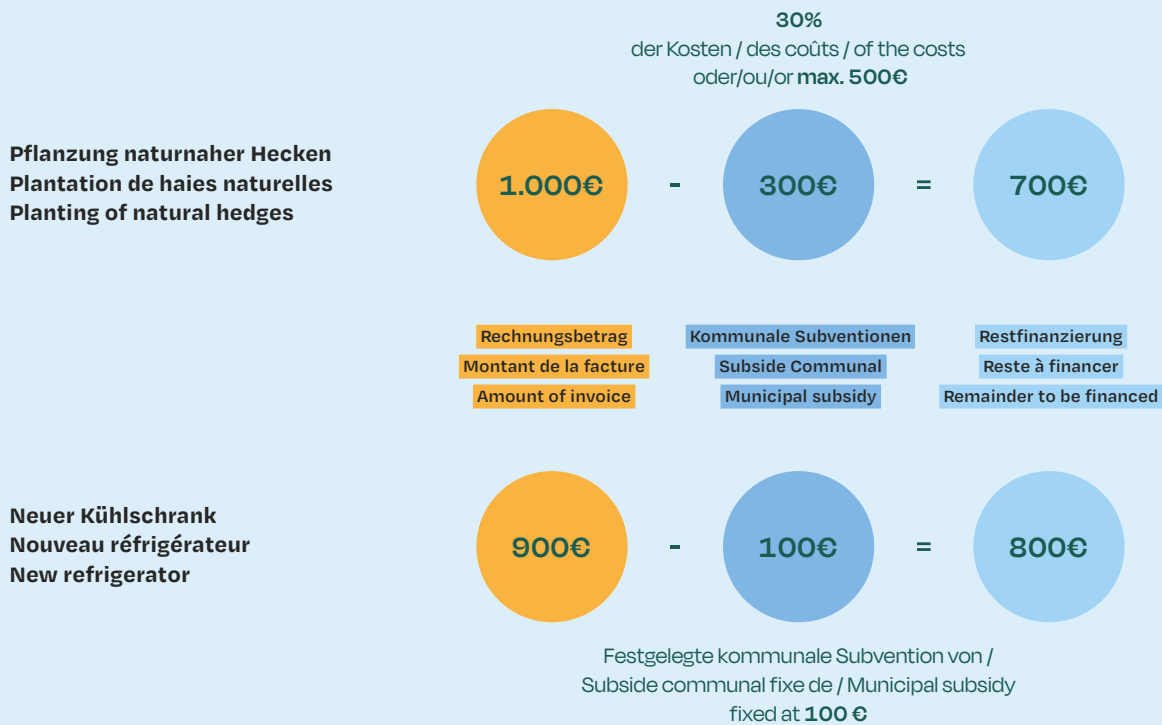 30%
der Kosten / des coûts / of the costs
oder/ou/or max. 500€
Pflanzung naturnaher Hecken
Plantation de haies naturelles
Planting of natural hedges
1.000€ - 300€ = 700€
Rechnungsbetrag
Montant de la facture
Amount of invoice
Kommunale Subventionen
Subside Communal
Municipal subsidy
Restfinanzierung
Reste à financer
Remainder to be financed
Neuer Kühlschrank
Nouveau réfrigérateur
New refrigerator
900€ - 100€ = 800€
Festgelegte kommunale Subvention von /
Subside communal fixe de / Municipal subsidy
fixed at 100 €